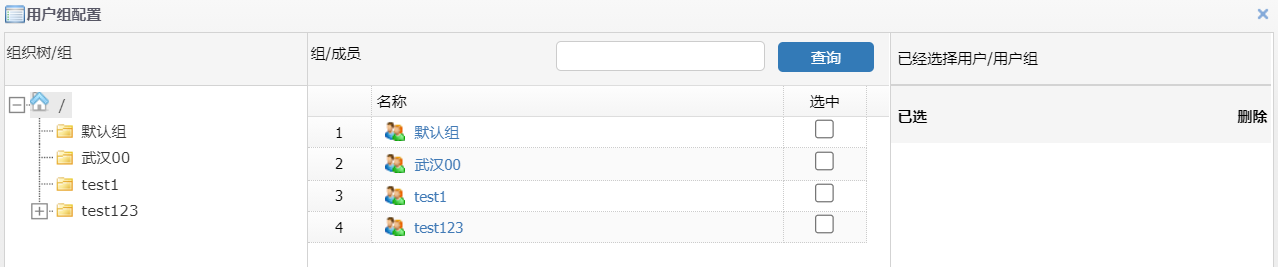 用户组配置
组织树/组
/
默认组
武汉00
test1
test123
组/成员
查询
名称 选中
1 默认组
2 武汉00
3 test1
4 test123
已经选择用户/用户组
已选 删除